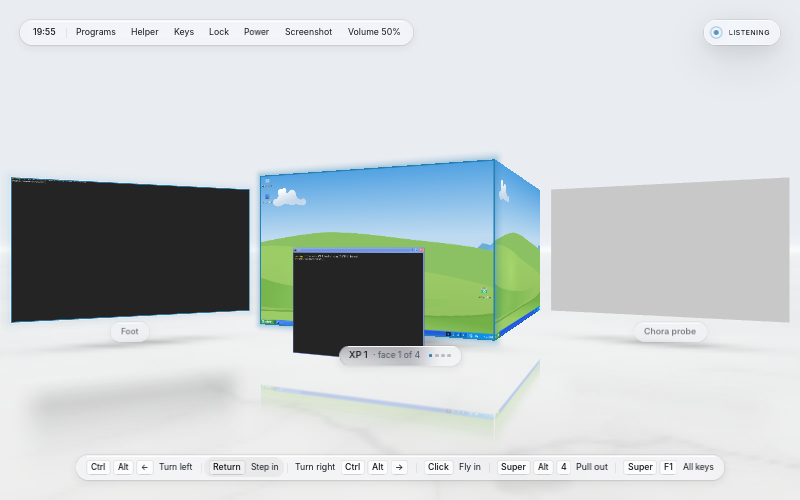 19:55 Programs Helper Keys Lock Power Screenshot Volume 50%
LISTENING
Foot
XP 1 · face 1 of 4
Chora probe
Ctrl Alt ← Turn left Return Step in Turn right Ctrl Alt → Click Fly in Super Alt 4 Pull out Super F1 All keys